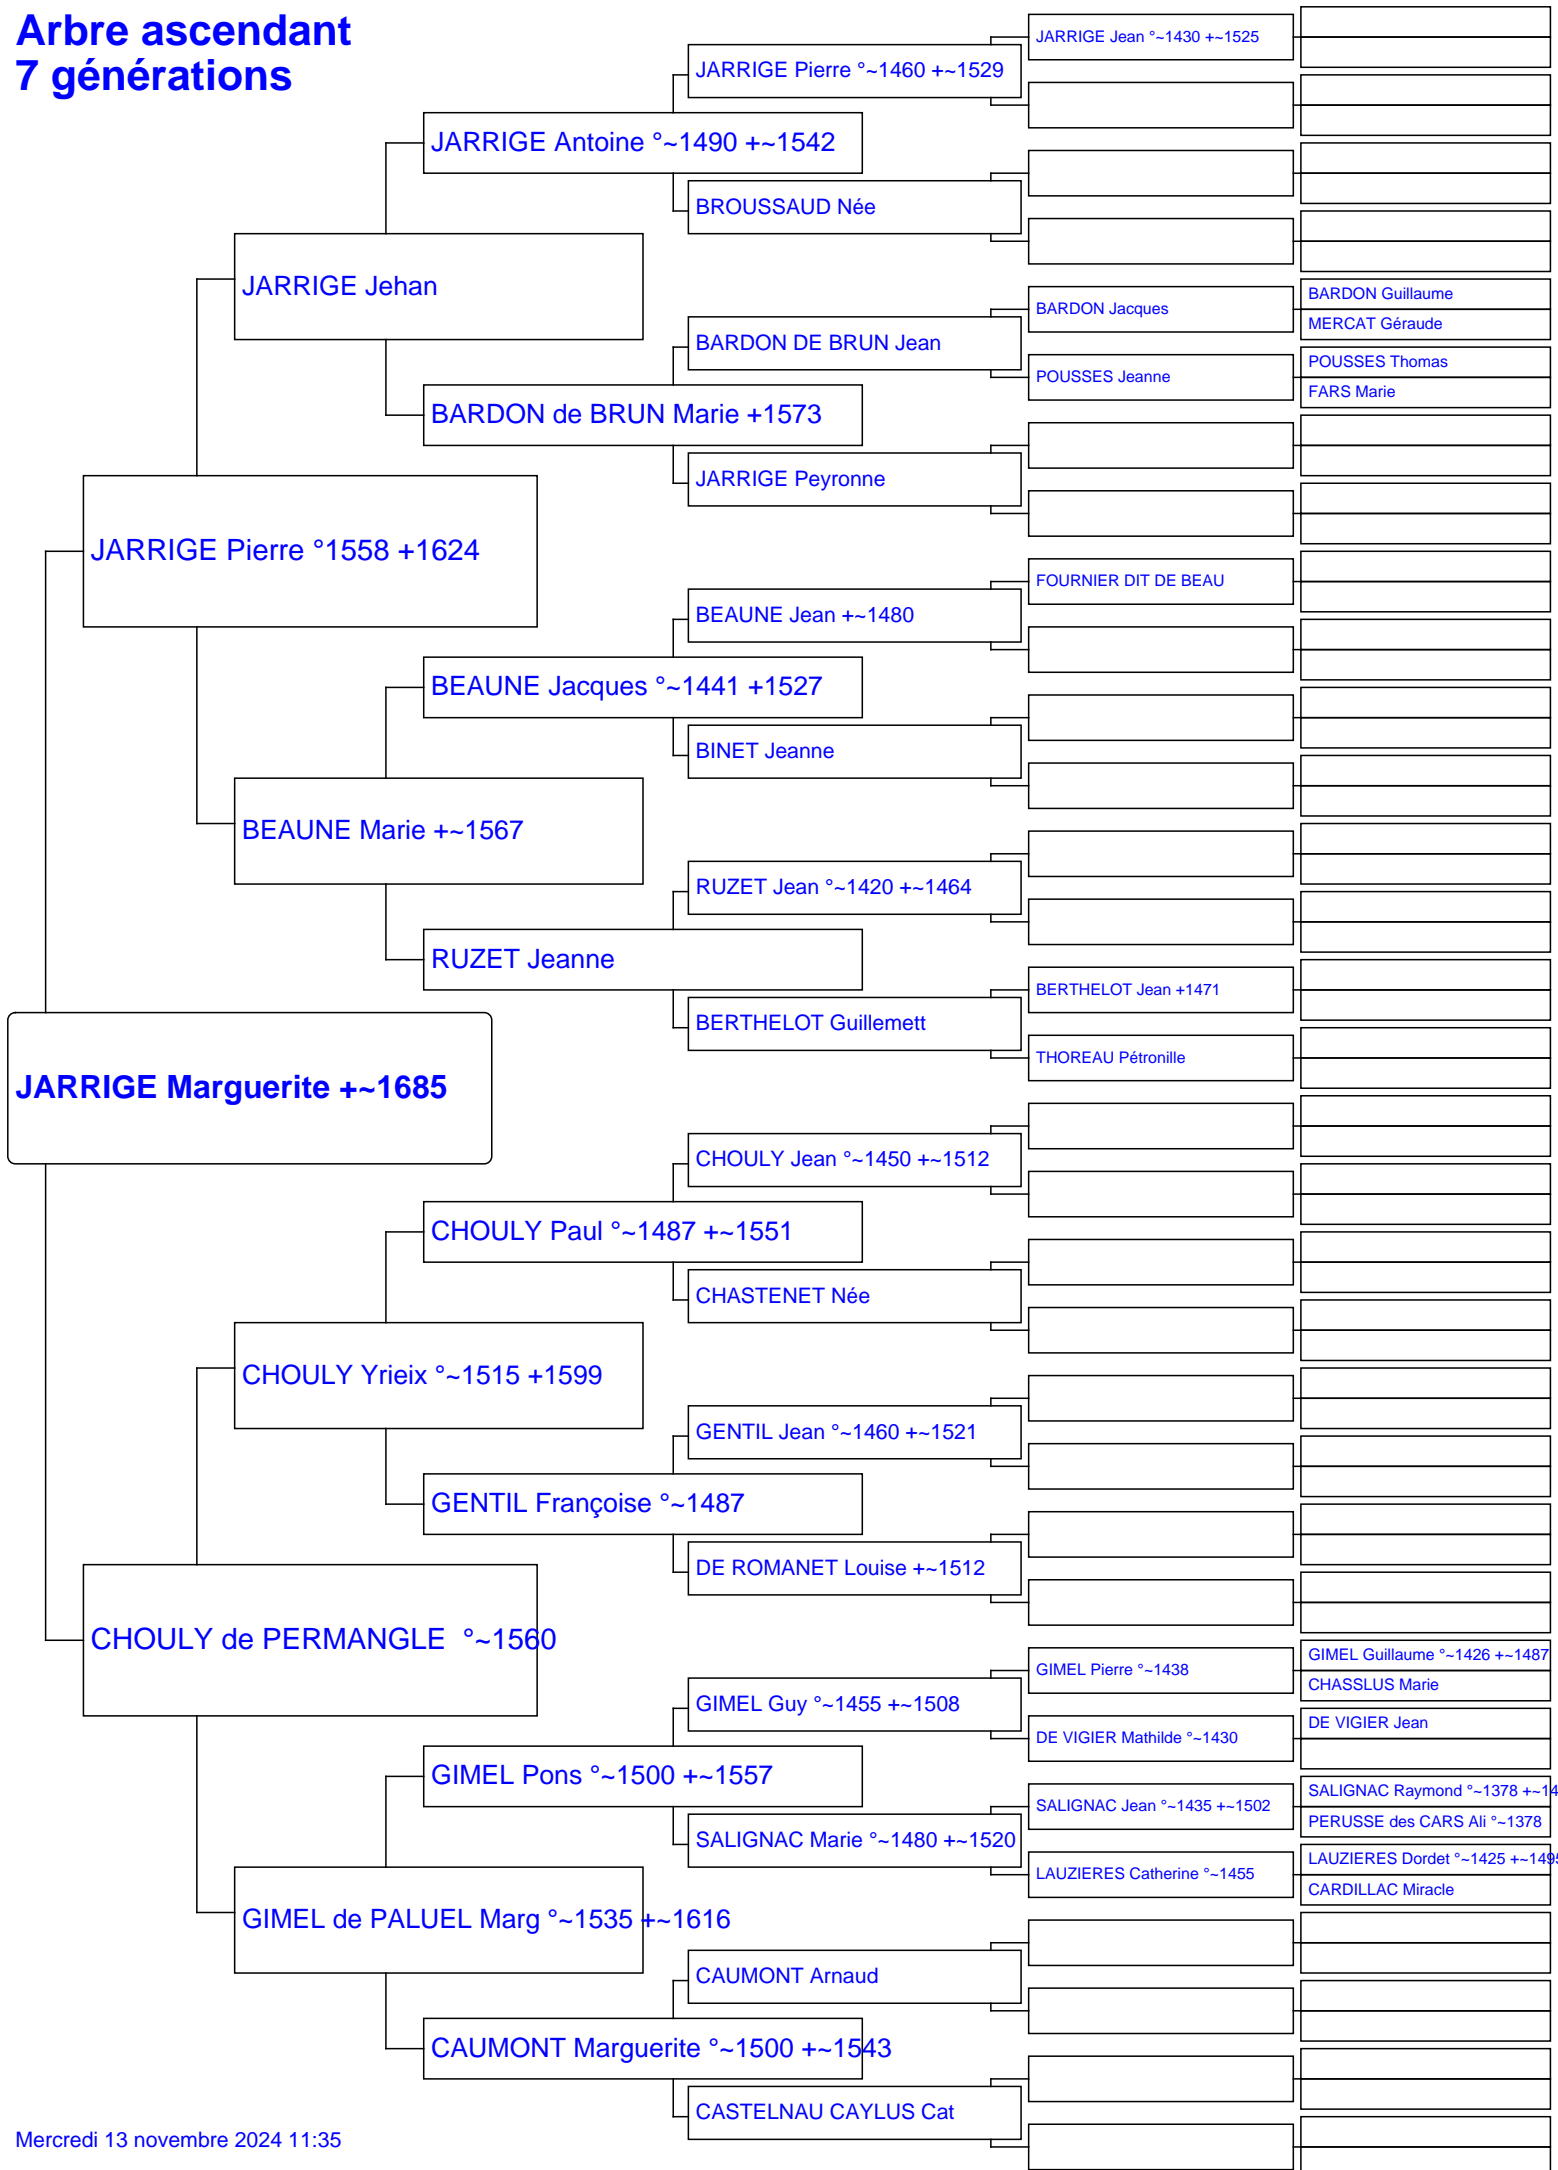 Arbre ascendant
7 générations
JARRIGE Marguerite +~1685
JARRIGE Pierre °1558 +1624
CHOULY de PERMANGLE  °~1560
JARRIGE Jehan
BEAUNE Marie +~1567
CHOULY Yrieix °~1515 +1599
GIMEL de PALUEL Marg °~1535 +~1616
JARRIGE Antoine °~1490 +~1542
BARDON de BRUN Marie +1573
BEAUNE Jacques °~1441 +1527
RUZET Jeanne
CHOULY Paul °~1487 +~1551
GENTIL Françoise °~1487
GIMEL Pons °~1500 +~1557
CAUMONT Marguerite °~1500 +~1543
JARRIGE Pierre °~1460 +~1529
BROUSSAUD Née
BARDON DE BRUN Jean
JARRIGE Peyronne
BEAUNE Jean +~1480
BINET Jeanne
RUZET Jean °~1420 +~1464
BERTHELOT Guillemett
CHOULY Jean °~1450 +~1512
CHASTENET Née
GENTIL Jean °~1460 +~1521
DE ROMANET Louise +~1512
GIMEL Guy °~1455 +~1508
SALIGNAC Marie °~1480 +~1520
CAUMONT Arnaud
CASTELNAU CAYLUS Cat
JARRIGE Jean °~1430 +~1525
BARDON Jacques
POUSSES Jeanne
FOURNIER DIT DE BEAU
BERTHELOT Jean +1471
THOREAU Pétronille
GIMEL Pierre °~1438
DE VIGIER Mathilde °~1430
SALIGNAC Jean °~1435 +~1502
LAUZIERES Catherine °~1455
BARDON Guillaume
MERCAT Géraude
POUSSES Thomas
FARS Marie
GIMEL Guillaume °~1426 +~1487
CHASSLUS Marie
DE VIGIER Jean
SALIGNAC Raymond °~1378 +~14
PERUSSE des CARS Ali °~1378
LAUZIERES Dordet °~1425 +~1495
CARDILLAC Miracle
Mercredi 13 novembre 2024 11:35